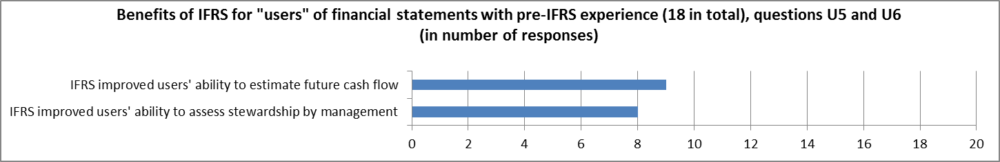 Benefits of IFRS for "users" of financial statements with pre-IFRS experience (18 in total), questions U5 and U6
(in number of responses)
IFRS improved users' ability to estimate future cash flow
IFRS improved users' ability to assess stewardship by management
0 2 4 6 8 10 12 14 16 18 20